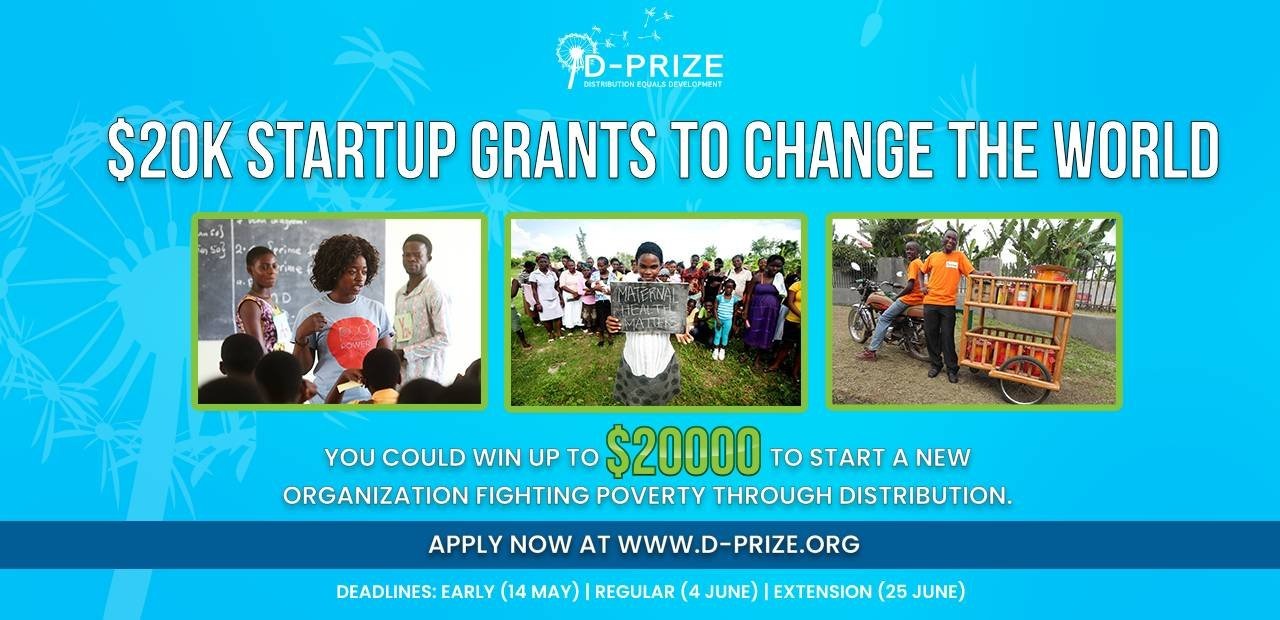 D-PRIZE
DISTRIBUTION EQUALS DEVELOPMENT
$20K STARTUP GRANTS TO CHANGE THE WORLD
2. Prime
POWER
MATERNAL
HEALTH
MATTERS
YOU COULD WIN UP TO $20000 TO START A NEW
ORGANIZATION FIGHTING POVERTY THROUGH DISTRIBUTION.
APPLY NOW AT WWW.D-PRIZE.ORG
DEADLINES: EARLY (14 MAY) | REGULAR (4 JUNE) | EXTENSION (25 JUNE)